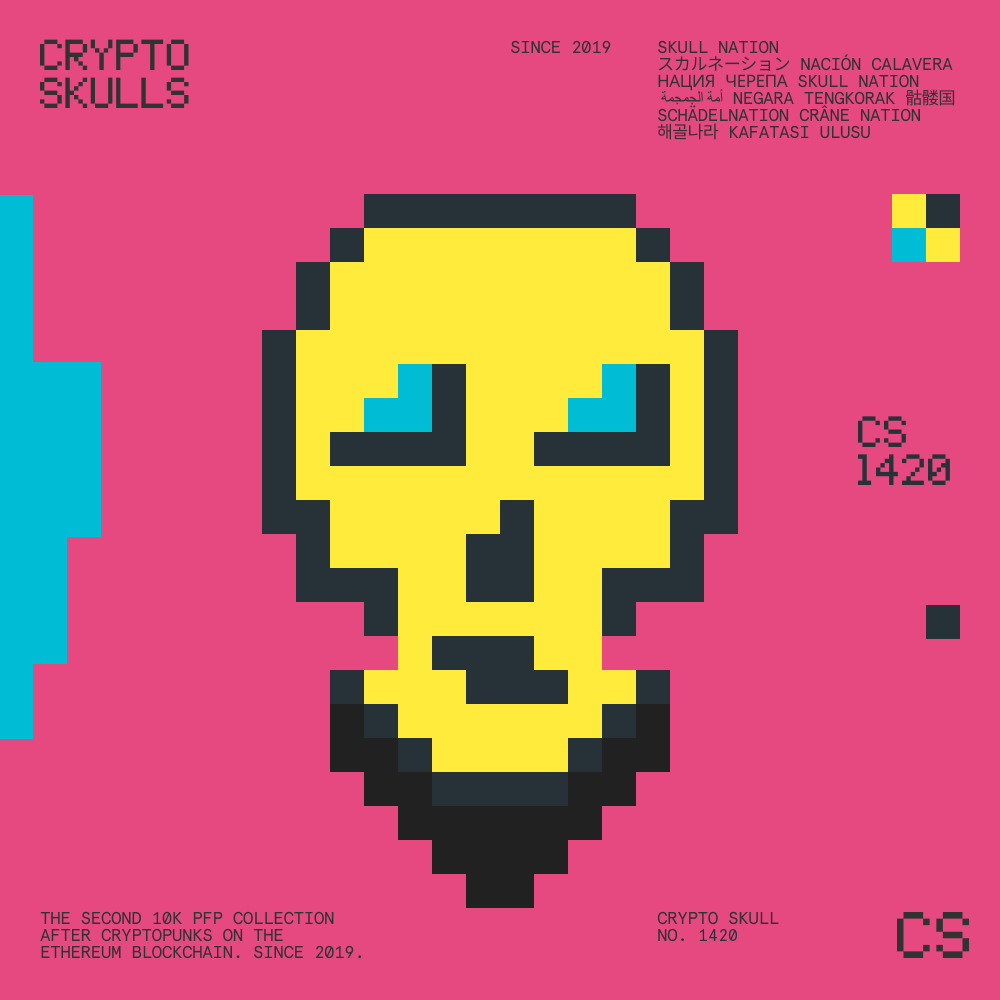 CRYPTO
SKULLS
SINCE 2019
SKULL NATION
スカルネーション NACIÓN CALAVERA
НАЦИЯ ЧЕРЕПА SKULL NATION
أمة الجمجمة NEGARA TENGKORAK 骷髅国
SCHÄDELNATION CRÂNE NATION
해골나라 KAFATASI ULUSU
CS
1420
THE SECOND 10K PFP COLLECTION
AFTER CRYPTOPUNKS ON THE
ETHEREUM BLOCKCHAIN. SINCE 2019.
CRYPTO SKULL
NO. 1420
CS